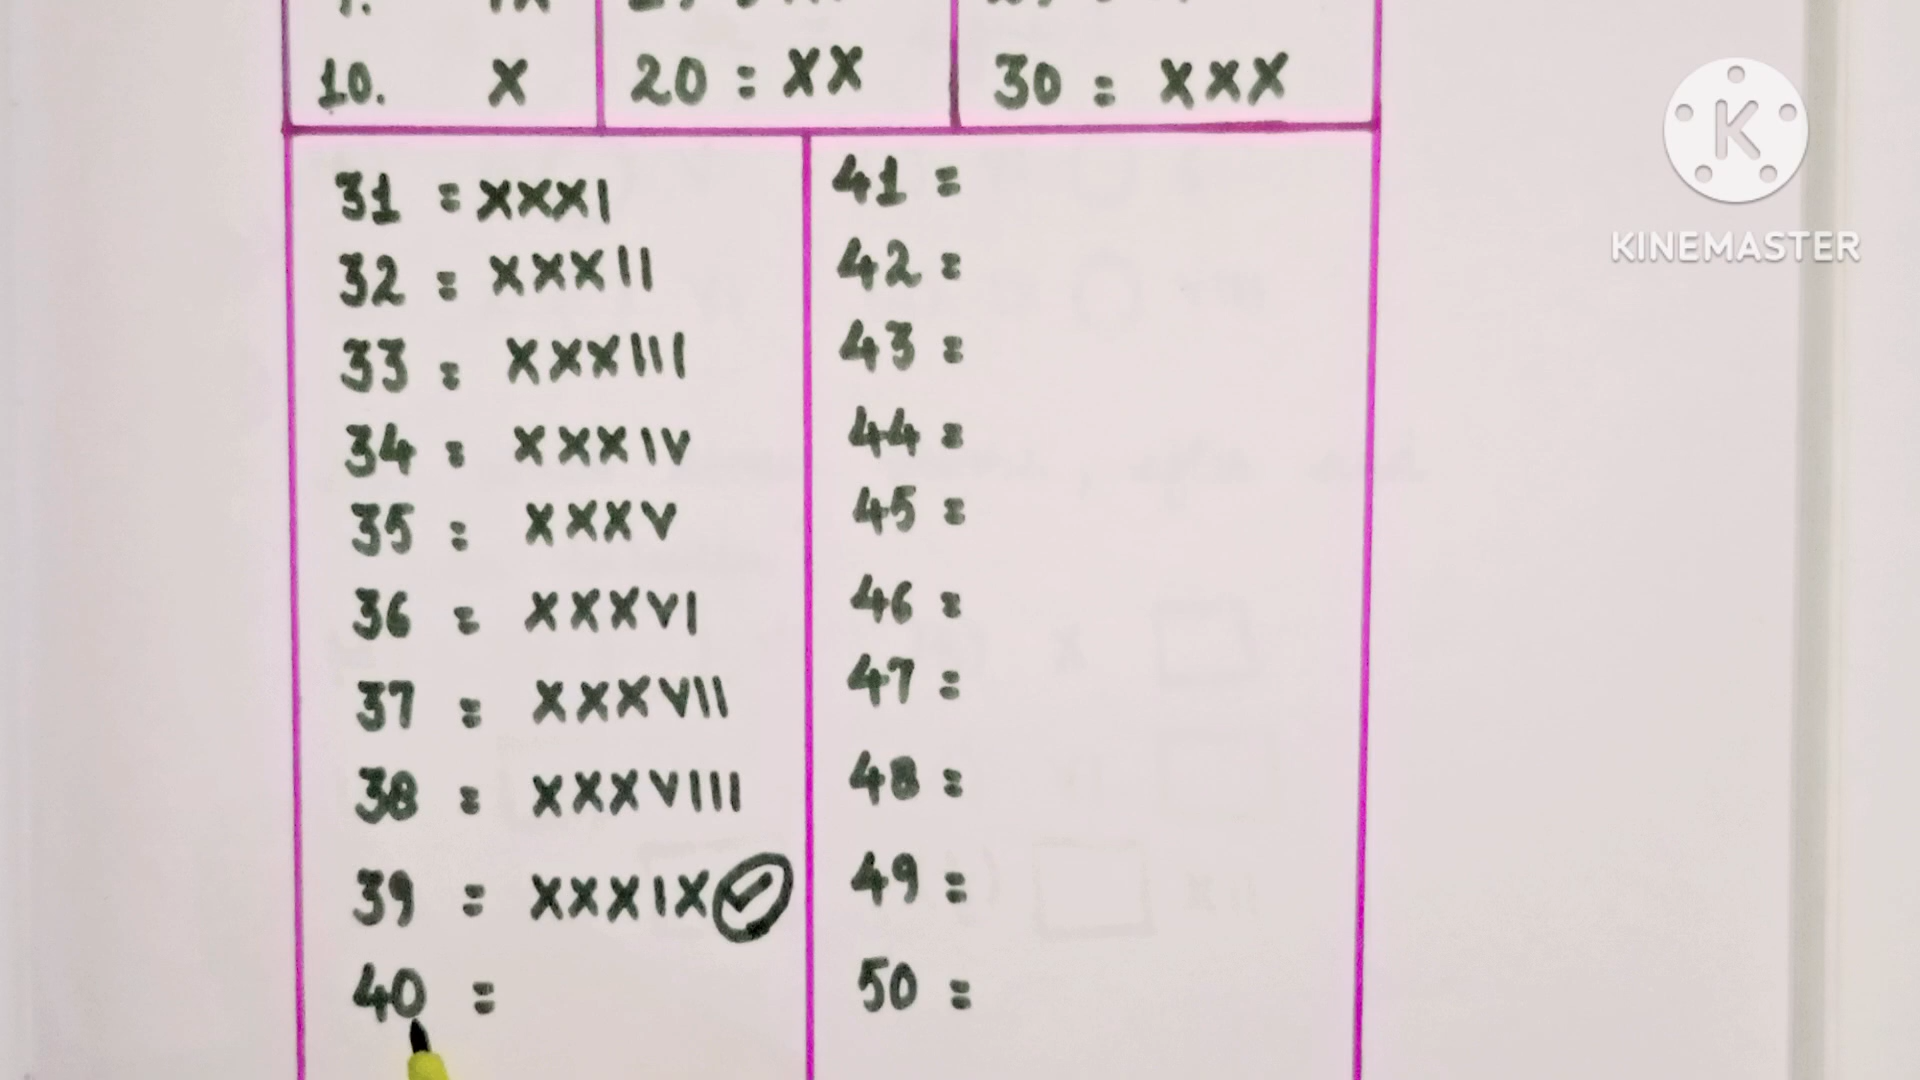 10. X
20 = XX
30 = XXX
31 = XXXI
32 = XXXII
33 = XXXIII
34 = XXXIV
35 = XXXV
36 = XXXVI
37 = XXXVII
38 = XXXVIII
39 = XXXIX
40 =
41 =
42 =
43 =
44 =
45 =
46 =
47 =
48 =
49 =
50 =
K
KINEMASTER